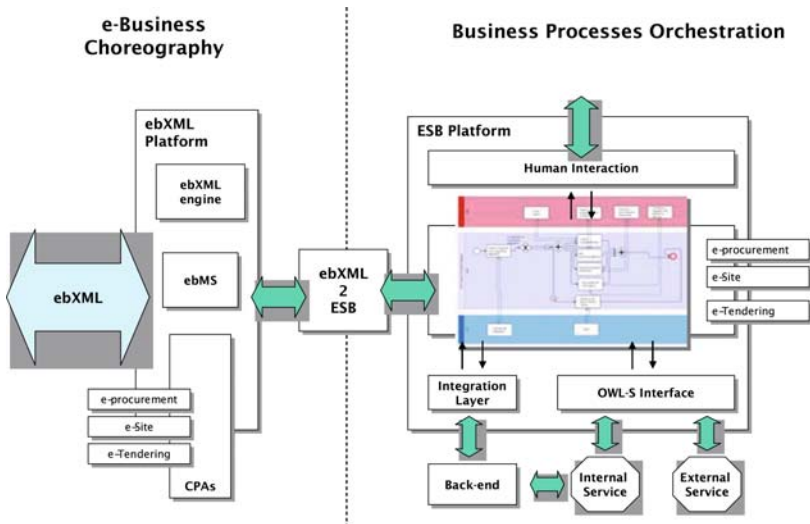 e-Business
Choreography
Business Processes Orchestration
ebXML
Platform
ebXML
engine
ebMS
ebXML
e-procurement
e-Site
e-Tendering
CPAs
ebXML
2
ESB
ESB Platform
Human Interaction
e-procurement
e-Site
e-Tendering
Integration
Layer
OWL-S Interface
Back-end
Internal
Service
External
Service